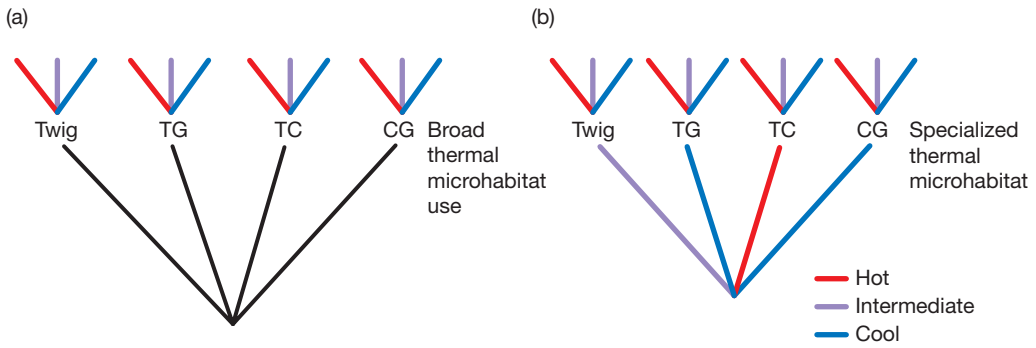 (a)
Twig TG TC CG Broad
thermal
microhabitat
use
(b)
Twig TG TC CG Specialized
thermal
microhabitat
Hot
Intermediate
Cool